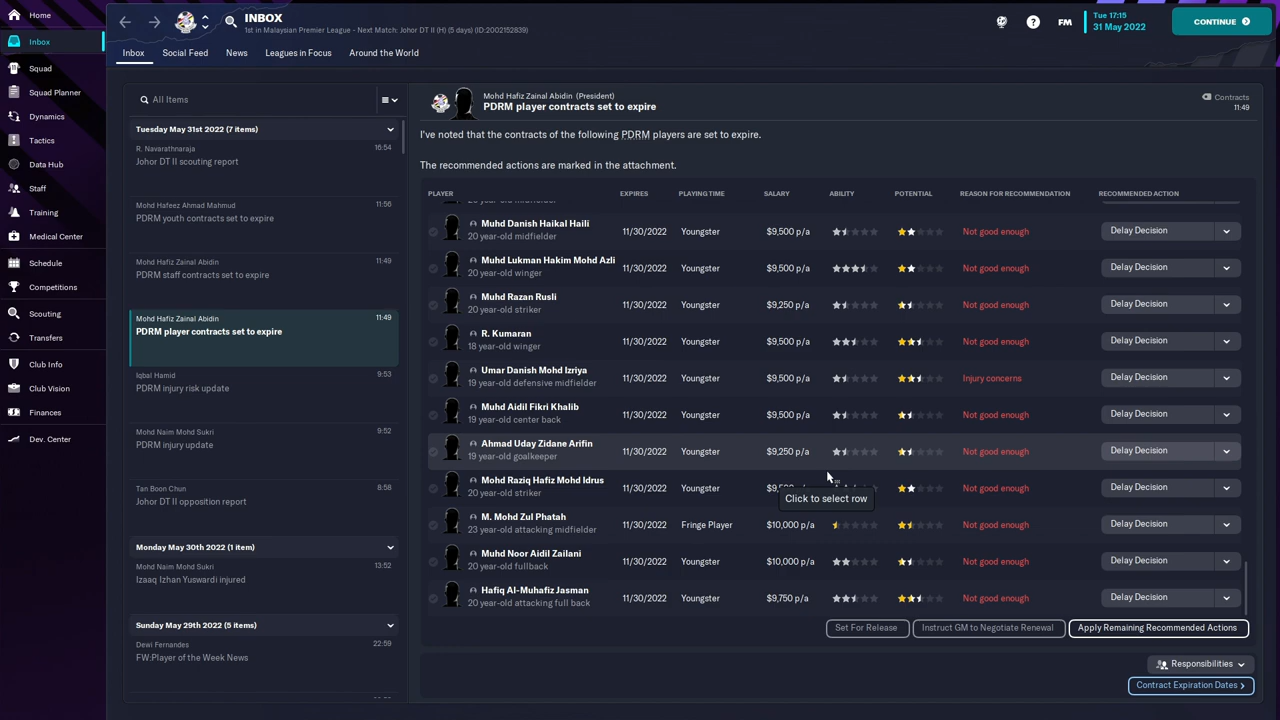 Home
Inbox
Squad
Squad Planner
Dynamics
Tactics
Data Hub
Staff
Training
Medical Center
Schedule
Competitions
Scouting
Transfers
Club Info
Club Vision
Finances
Dev. Center
INBOX
1st in Malaysian Premier League - Next Match: Johor DT II (H) (5 days) (ID:2002152839)
FM
Tue 17:15
31 May 2022
CONTINUE
Inbox
Social Feed
News
Leagues in Focus
Around the World
All Items
Tuesday May 31st 2022 (7 items)
R. Navarathnaraja
16:54
Johor DT II scouting report
Mohd Hafeez Ahmad Mahmud
11:56
PDRM youth contracts set to expire
Mohd Hafiz Zainal Abidin
11:49
PDRM staff contracts set to expire
Mohd Hafiz Zainal Abidin
11:49
PDRM player contracts set to expire
Iqbal Hamid
9:53
PDRM injury risk update
Mohd Naim Mohd Sukri
9:52
PDRM injury update
Tan Boon Chun
8:58
Johor DT II opposition report
Monday May 30th 2022 (1 item)
Mohd Naim Mohd Sukri
13:52
Izaaq Izhan Yuswardi injured
Sunday May 29th 2022 (5 items)
Dewi Fernandes
22:59
FW:Player of the Week News
Mohd Hafiz Zainal Abidin (President)
PDRM player contracts set to expire
Contracts
11:49
I've noted that the contracts of the following PDRM players are set to expire.
The recommended actions are marked in the attachment.
PLAYER EXPIRES PLAYING TIME SALARY ABILITY POTENTIAL REASON FOR RECOMMENDATION RECOMMENDED ACTION
Muhd Danish Haikal Haili
20 year-old midfielder
11/30/2022 Youngster $9,500 p/a Not good enough Delay Decision
Muhd Lukman Hakim Mohd Azli
20 year-old winger
11/30/2022 Youngster $9,500 p/a Not good enough Delay Decision
Muhd Razan Rusli
20 year-old striker
11/30/2022 Youngster $9,250 p/a Not good enough Delay Decision
R. Kumaran
18 year-old winger
11/30/2022 Youngster $9,500 p/a Not good enough Delay Decision
Umar Danish Mohd Izriya
19 year-old defensive midfielder
11/30/2022 Youngster $9,500 p/a Injury concerns Delay Decision
Muhd Aidil Fikri Khalib
19 year-old center back
11/30/2022 Youngster $9,500 p/a Not good enough Delay Decision
Ahmad Uday Zidane Arifin
19 year-old goalkeeper
11/30/2022 Youngster $9,250 p/a Not good enough Delay Decision
Mohd Raziq Hafiz Mohd Idrus
20 year-old striker
11/30/2022 Youngster Not good enough Delay Decision
Click to select row
M. Mohd Zul Phatah
23 year-old attacking midfielder
11/30/2022 Fringe Player $10,000 p/a Not good enough Delay Decision
Muhd Noor Aidil Zailani
20 year-old fullback
11/30/2022 Youngster $10,000 p/a Not good enough Delay Decision
Hafiq Al-Muhafiz Jasman
20 year-old attacking full back
11/30/2022 Youngster $9,750 p/a Not good enough Delay Decision
Set For Release
Instruct GM to Negotiate Renewal
Apply Remaining Recommended Actions
Responsibilities
Contract Expiration Dates